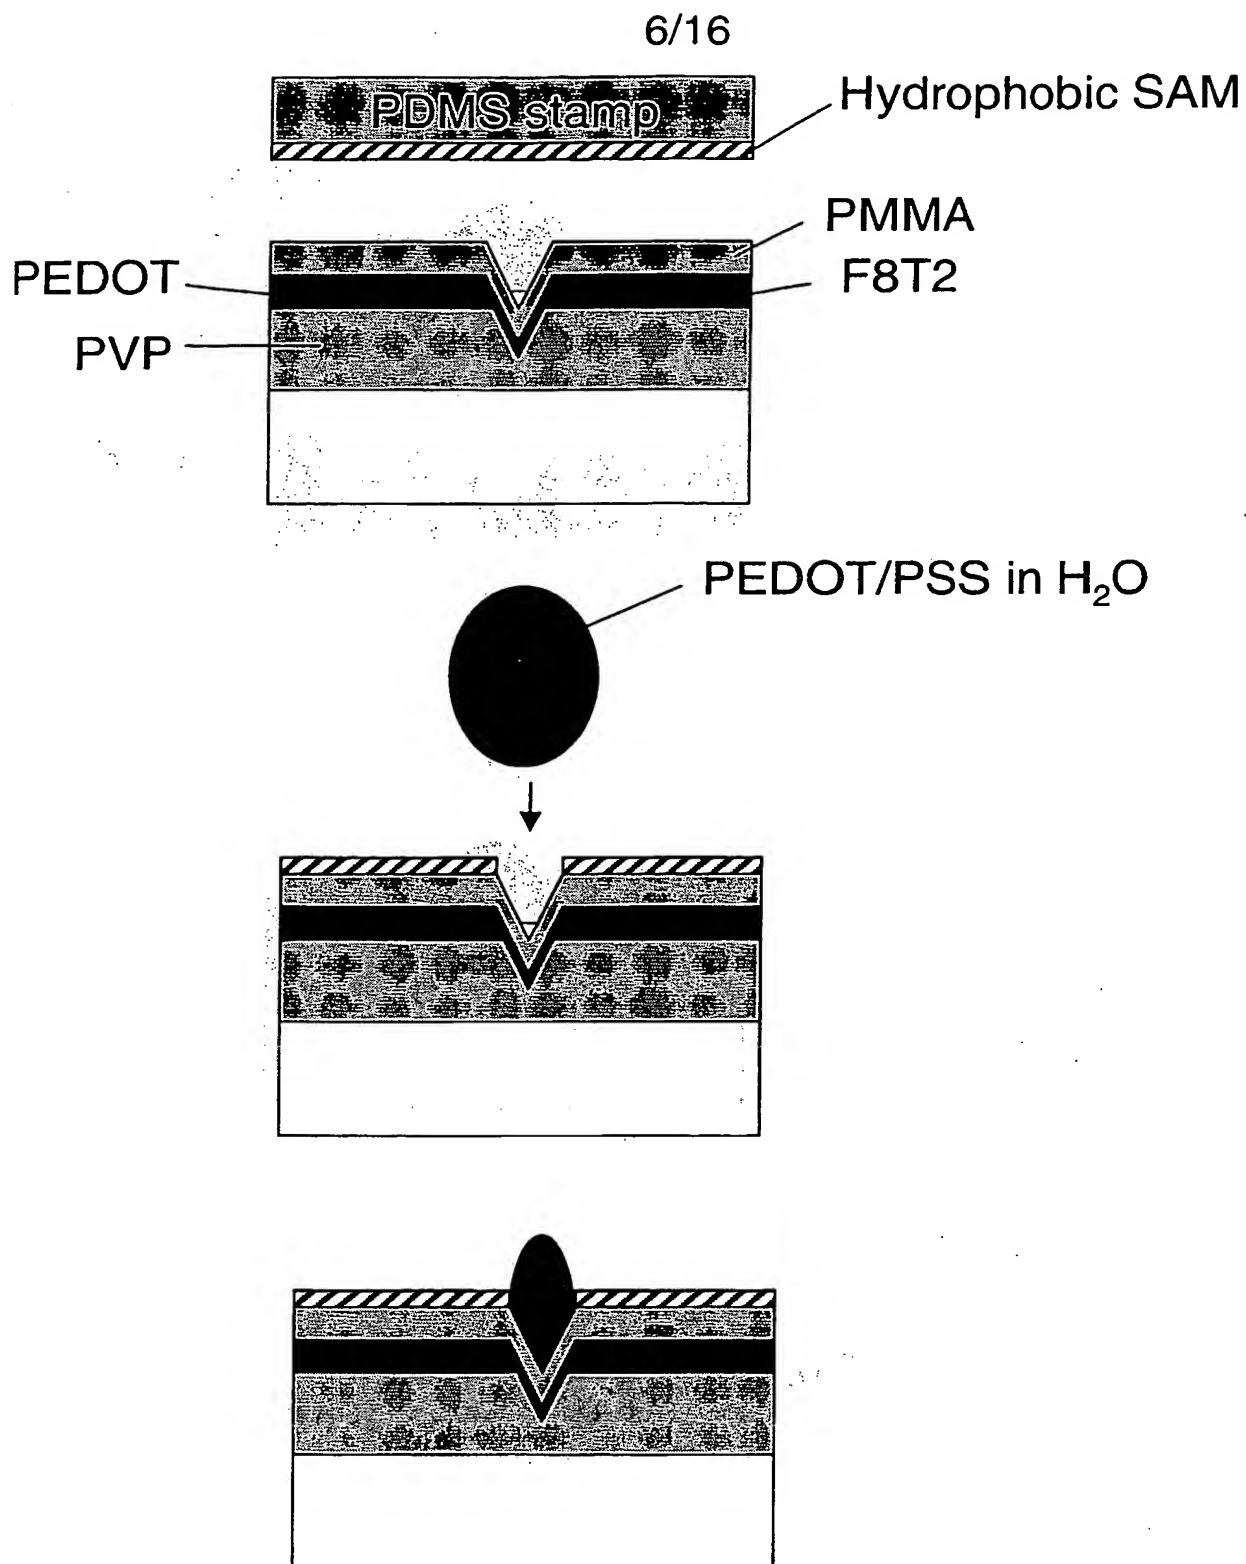 6/16
PDMS stamp
Hydrophobic SAM
PMMA
PEDOT
F8T2
PVP
PEDOT/PSS in H₂O